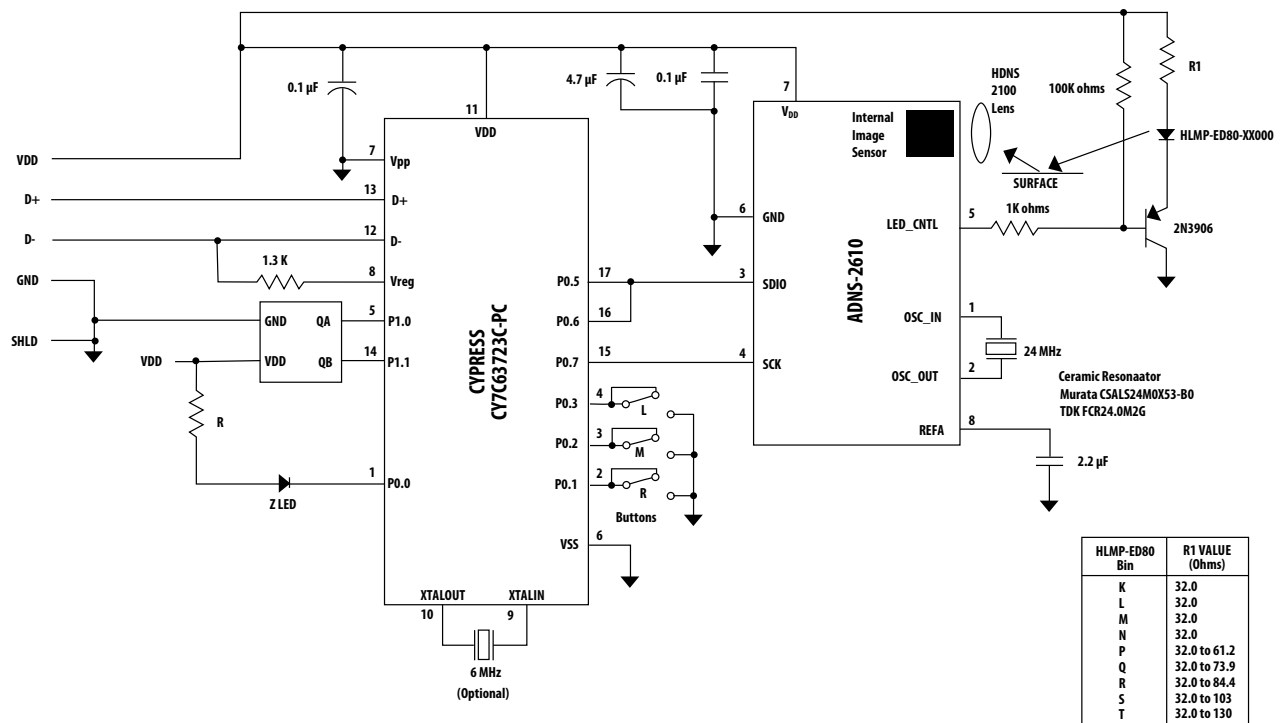 0.1 µF
11
VDD
4.7 µF
0.1 µF
7
VDD
Internal
Image
Sensor
HDNS
2100
Lens
100K ohms
R1
HLMP-ED80-XX000
SURFACE
2N3906
VDD
D+
D-
GND
SHLD
7
Vpp
13
D+
12
D-
1.3 K
8
Vreg
GND
QA
5
P1.0
VDD
VDD
QB
14
P1.1
R
1
P0.0
Z LED
CYPRESS
CY7C63723C-PC
P0.5
17
P0.6
16
P0.7
15
P0.3
4
L
P0.2
3
M
P0.1
2
R
Buttons
VSS
6
XTALOUT
XTALIN
10
9
6 MHz
(Optional)
6
GND
3
SDIO
4
SCK
ADNS-2610
LED_CNTL
5
1K ohms
OSC_IN
1
24 MHz
OSC_OUT
2
Ceramic Resonaator
Murata CSALS24M0X53-B0
TDK FCR24.0M2G
REFA
8
2.2 µF
HLMP-ED80 Bin R1 VALUE (Ohms)
K 32.0
L 32.0
M 32.0
N 32.0
P 32.0 to 61.2
Q 32.0 to 73.9
R 32.0 to 84.4
S 32.0 to 103
T 32.0 to 130